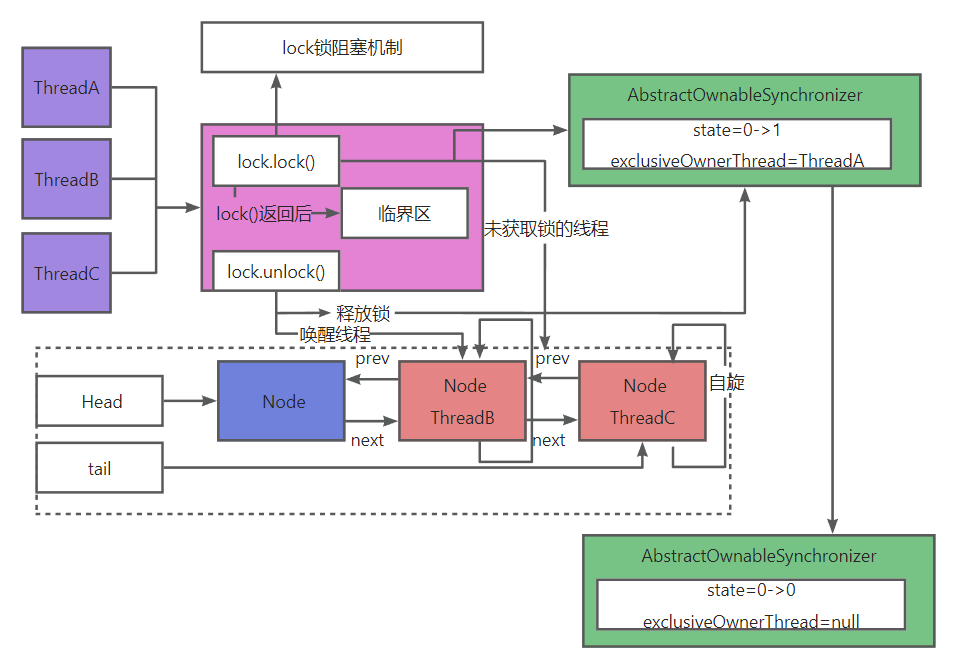 lock锁阻塞机制
ThreadA
ThreadB
ThreadC
lock.lock()
lock()返回后
临界区
lock.unlock()
AbstractOwnableSynchronizer
state=0->1
exclusiveOwnerThread=ThreadA
未获取锁的线程
释放锁
唤醒线程
prev
prev
Head
Node
Node
ThreadB
Node
ThreadC
自旋
next
next
tail
AbstractOwnableSynchronizer
state=0->0
exclusiveOwnerThread=null